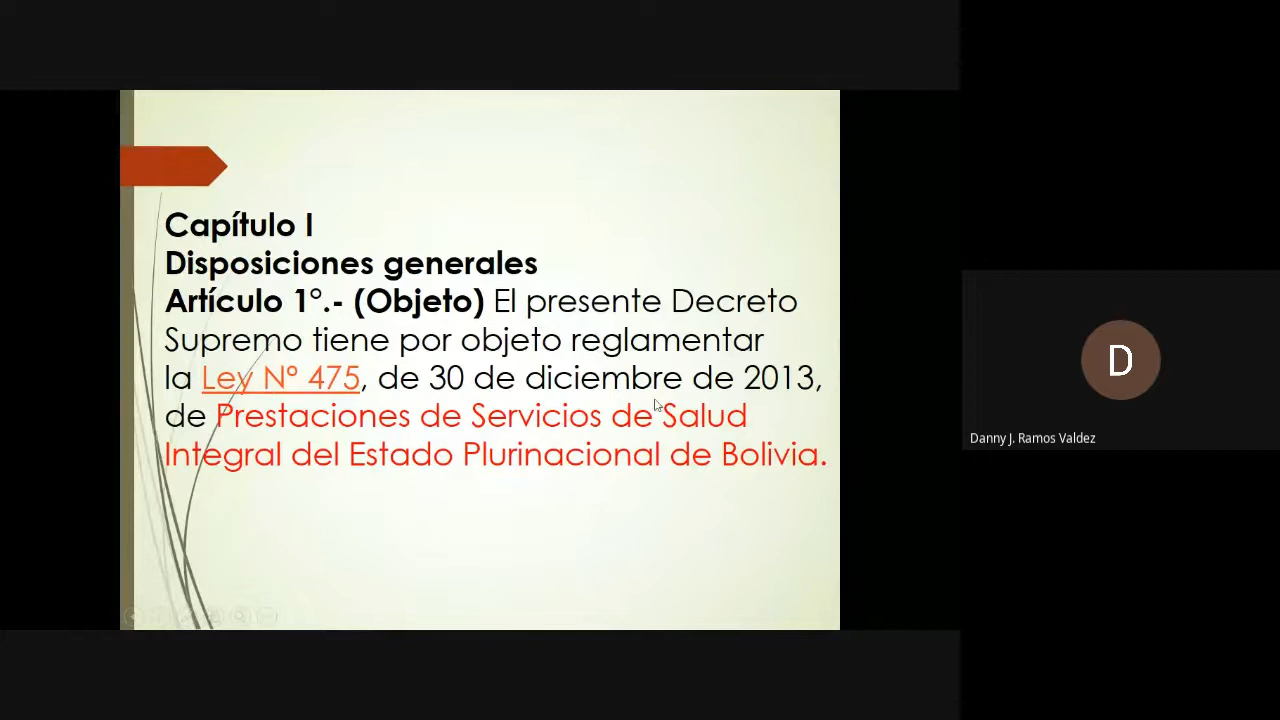 Capítulo I
Disposiciones generales
Artículo 1°.- (Objeto) El presente Decreto
Supremo tiene por objeto reglamentar
la Ley Nº 475, de 30 de diciembre de 2013,
de Prestaciones de Servicios de Salud
Integral del Estado Plurinacional de Bolivia.
D
Danny J. Ramos Valdez